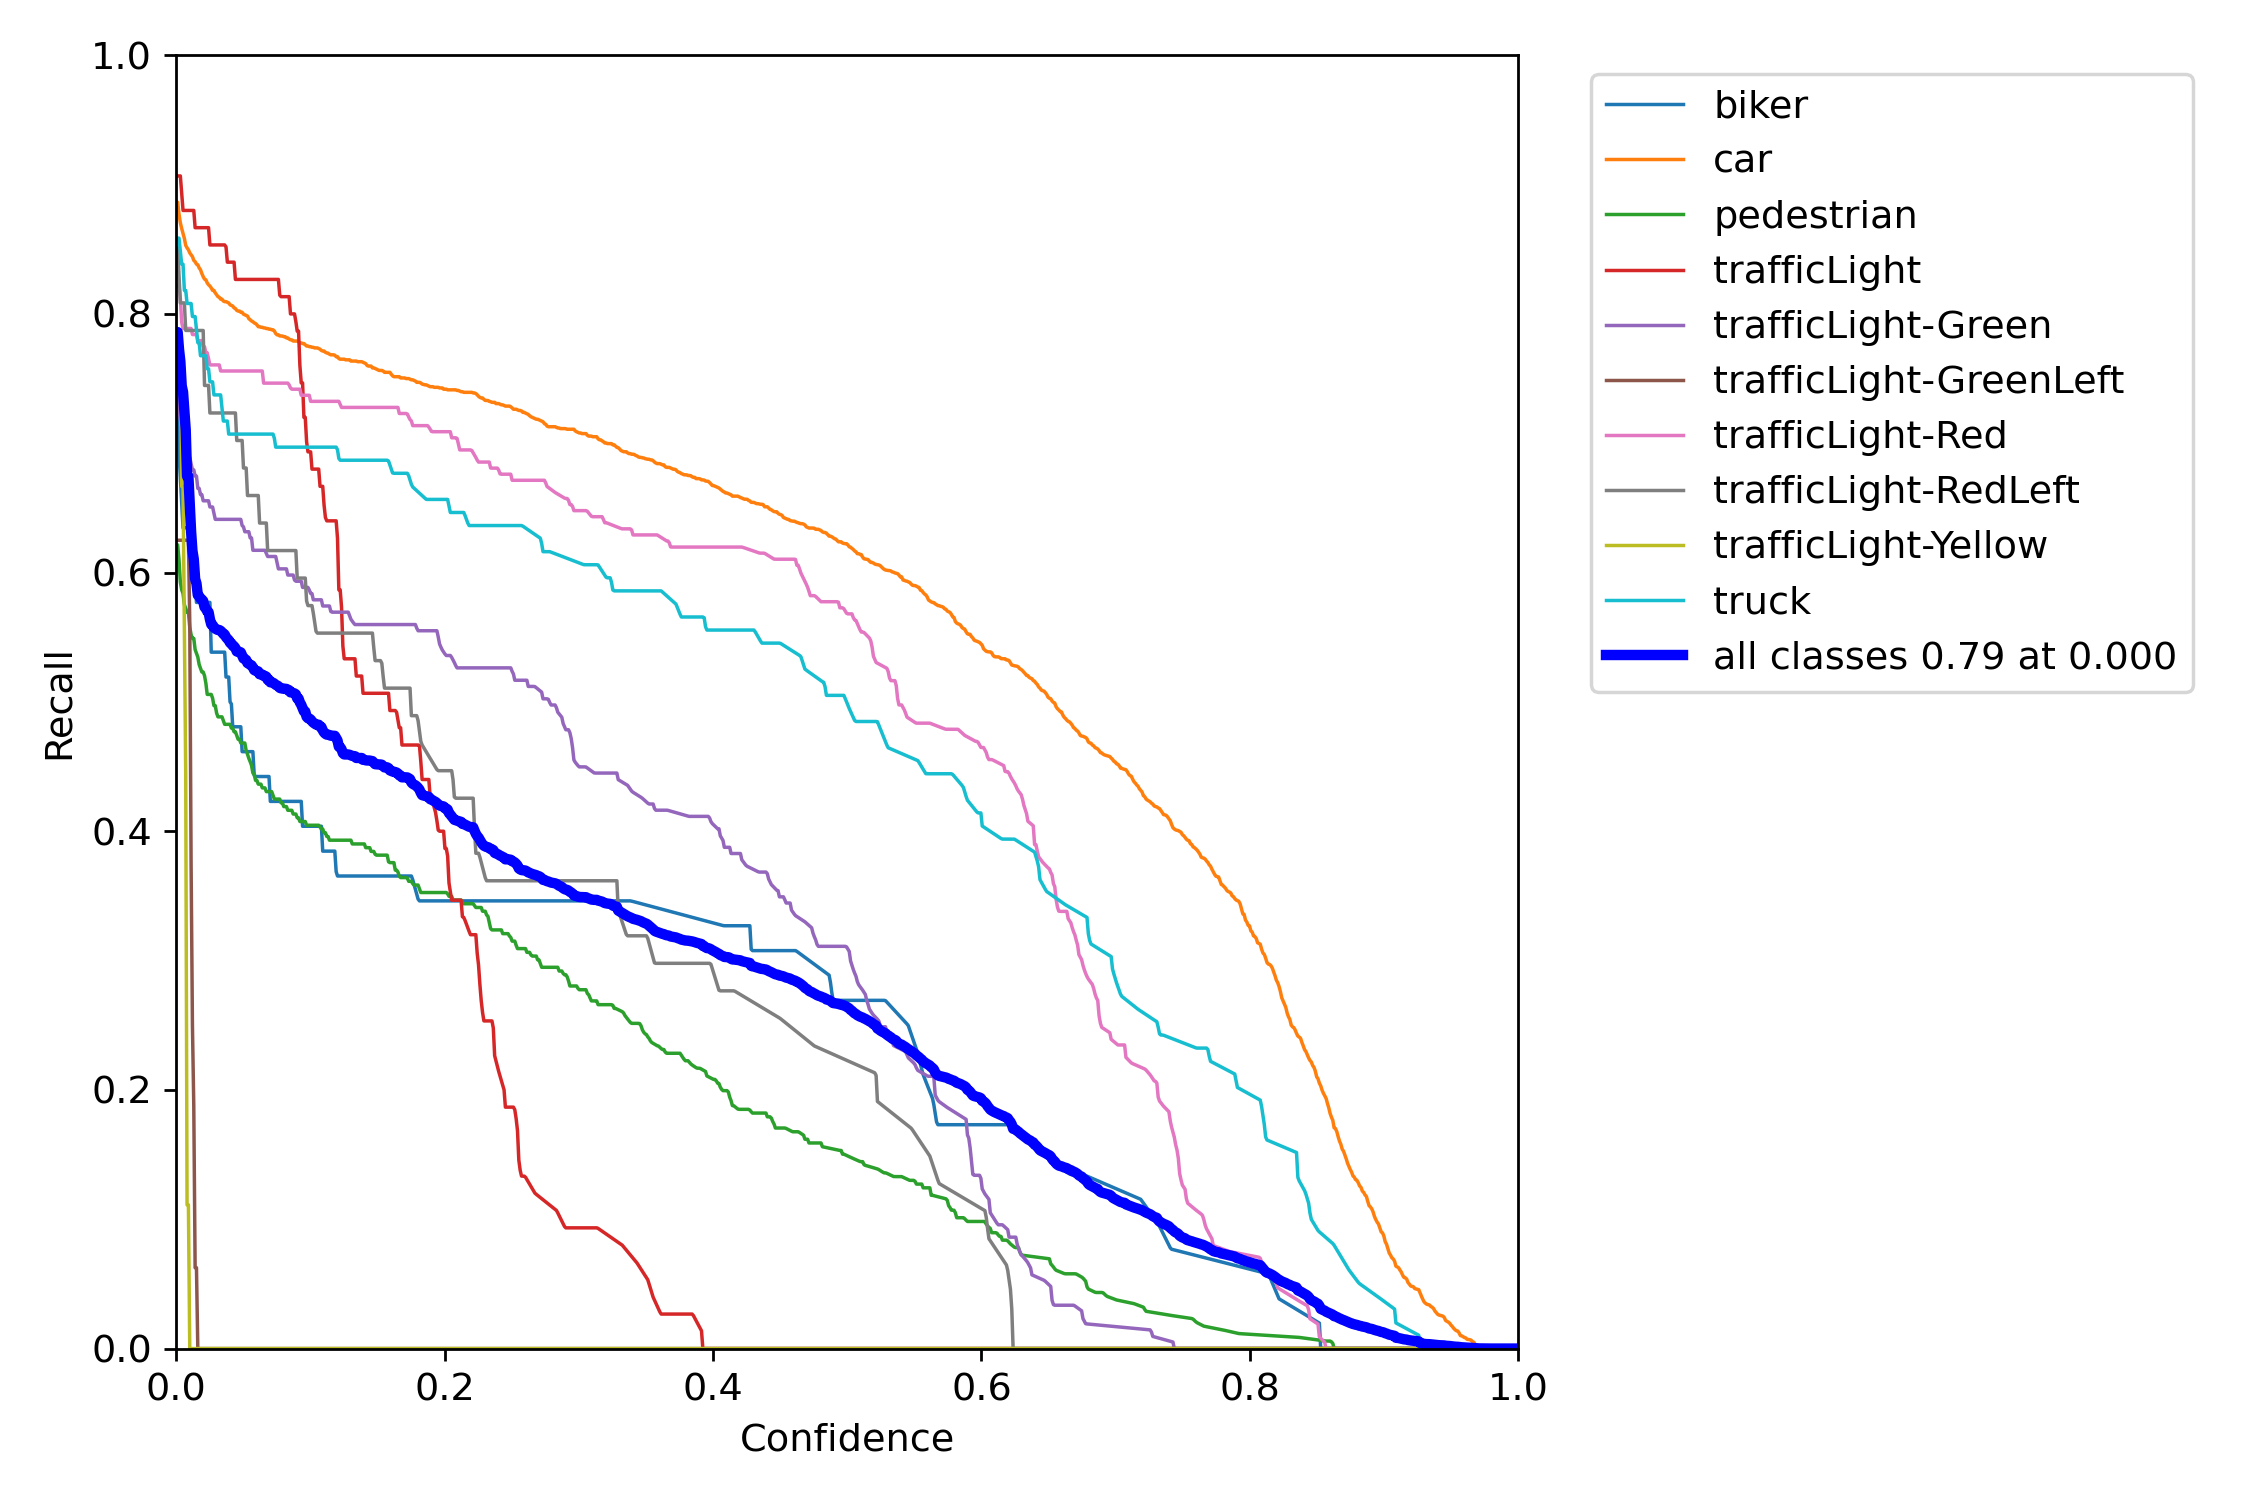 1.0
0.8
0.6
0.4
0.2
0.0
Recall
0.0 0.2 0.4 0.6 0.8 1.0
Confidence
biker
car
pedestrian
trafficLight
trafficLight-Green
trafficLight-GreenLeft
trafficLight-Red
trafficLight-RedLeft
trafficLight-Yellow
truck
all classes 0.79 at 0.000